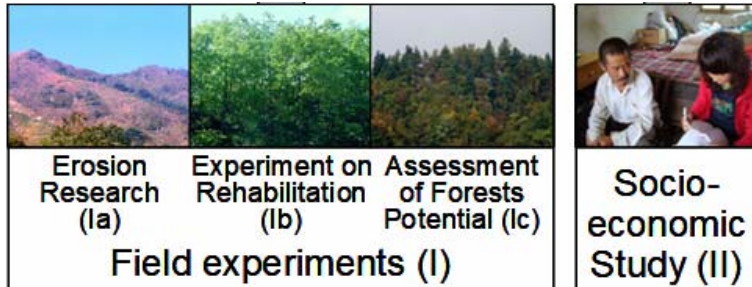 Erosion
Research
(Ia)
Experiment on
Rehabilitation
(Ib)
Assessment
of Forests
Potential (Ic)
Field experiments (I)
Socio-
economic
Study (II)